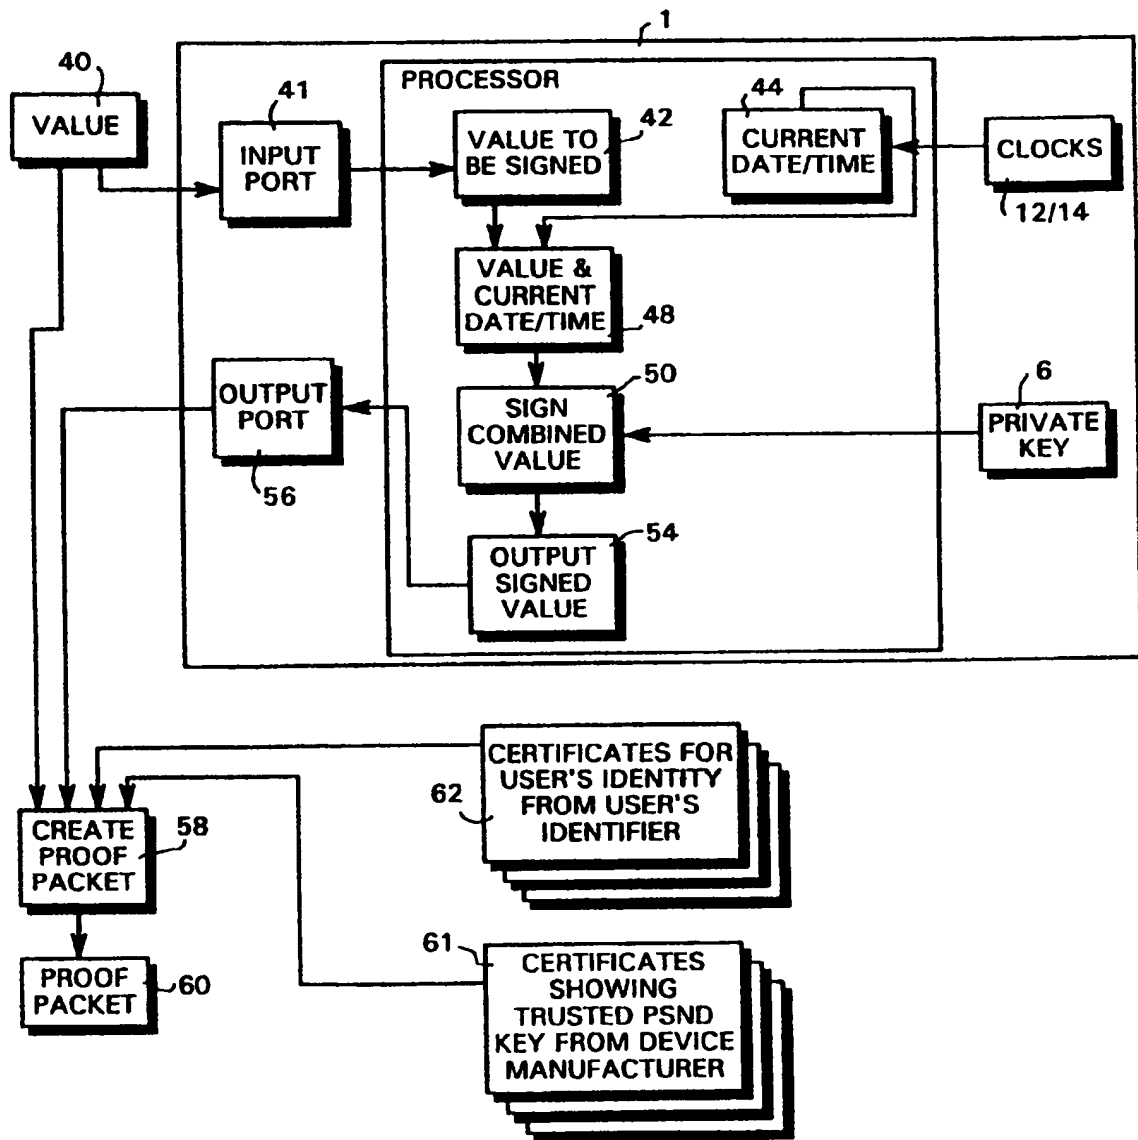 1
40
VALUE
41
INPUT
PORT
PROCESSOR
42
VALUE TO
BE SIGNED
44
CURRENT
DATE/TIME
CLOCKS
12/14
VALUE &
CURRENT
DATE/TIME
48
OUTPUT
PORT
56
50
SIGN
COMBINED
VALUE
6
PRIVATE
KEY
54
OUTPUT
SIGNED
VALUE
CERTIFICATES FOR
USER'S IDENTITY
FROM USER'S
IDENTIFIER
62
CREATE
PROOF
PACKET
58
PROOF
PACKET
60
61
CERTIFICATES
SHOWING
TRUSTED PSND
KEY FROM DEVICE
MANUFACTURER